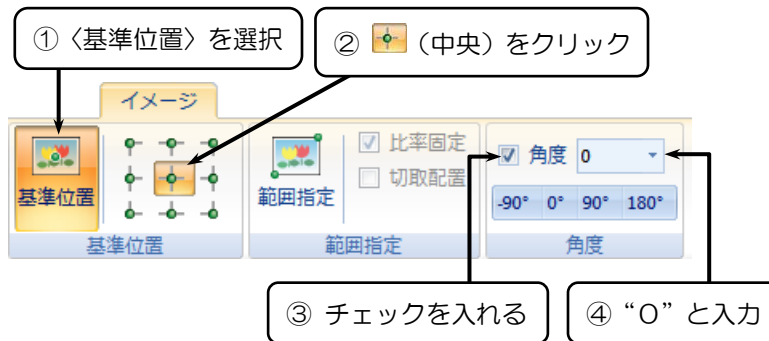 ① 〈基準位置〉を選択
② （中央）をクリック
イメージ
基準位置
範囲指定
比率固定
切取配置
角度 0
-90° 0° 90° 180°
基準位置
範囲指定
角度
③ チェックを入れる
④ “０”と入力